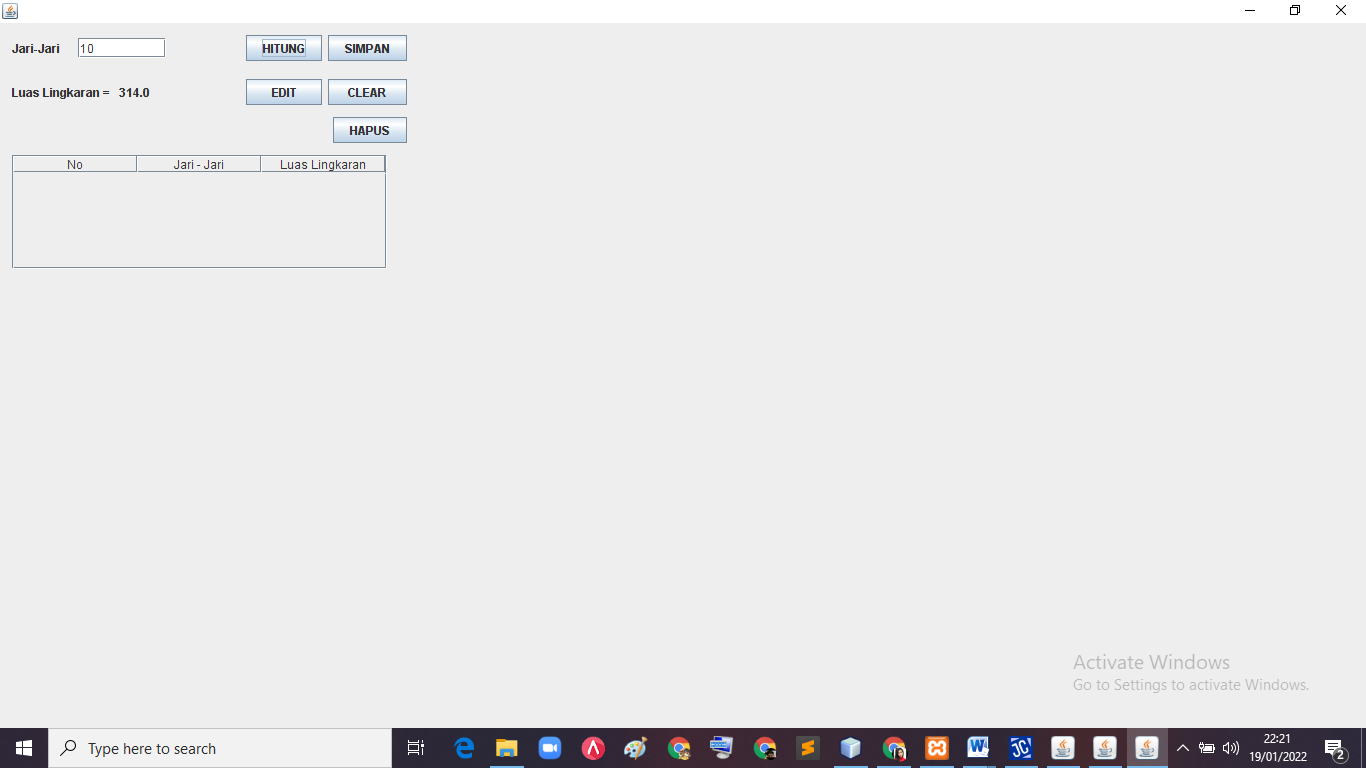 Jari-Jari 10 HITUNG SIMPAN
Luas Lingkaran = 314.0 EDIT CLEAR
HAPUS
No Jari - Jari Luas Lingkaran
Activate Windows
Go to Settings to activate Windows.
Type here to search
W JC 22:21
19/01/2022
2